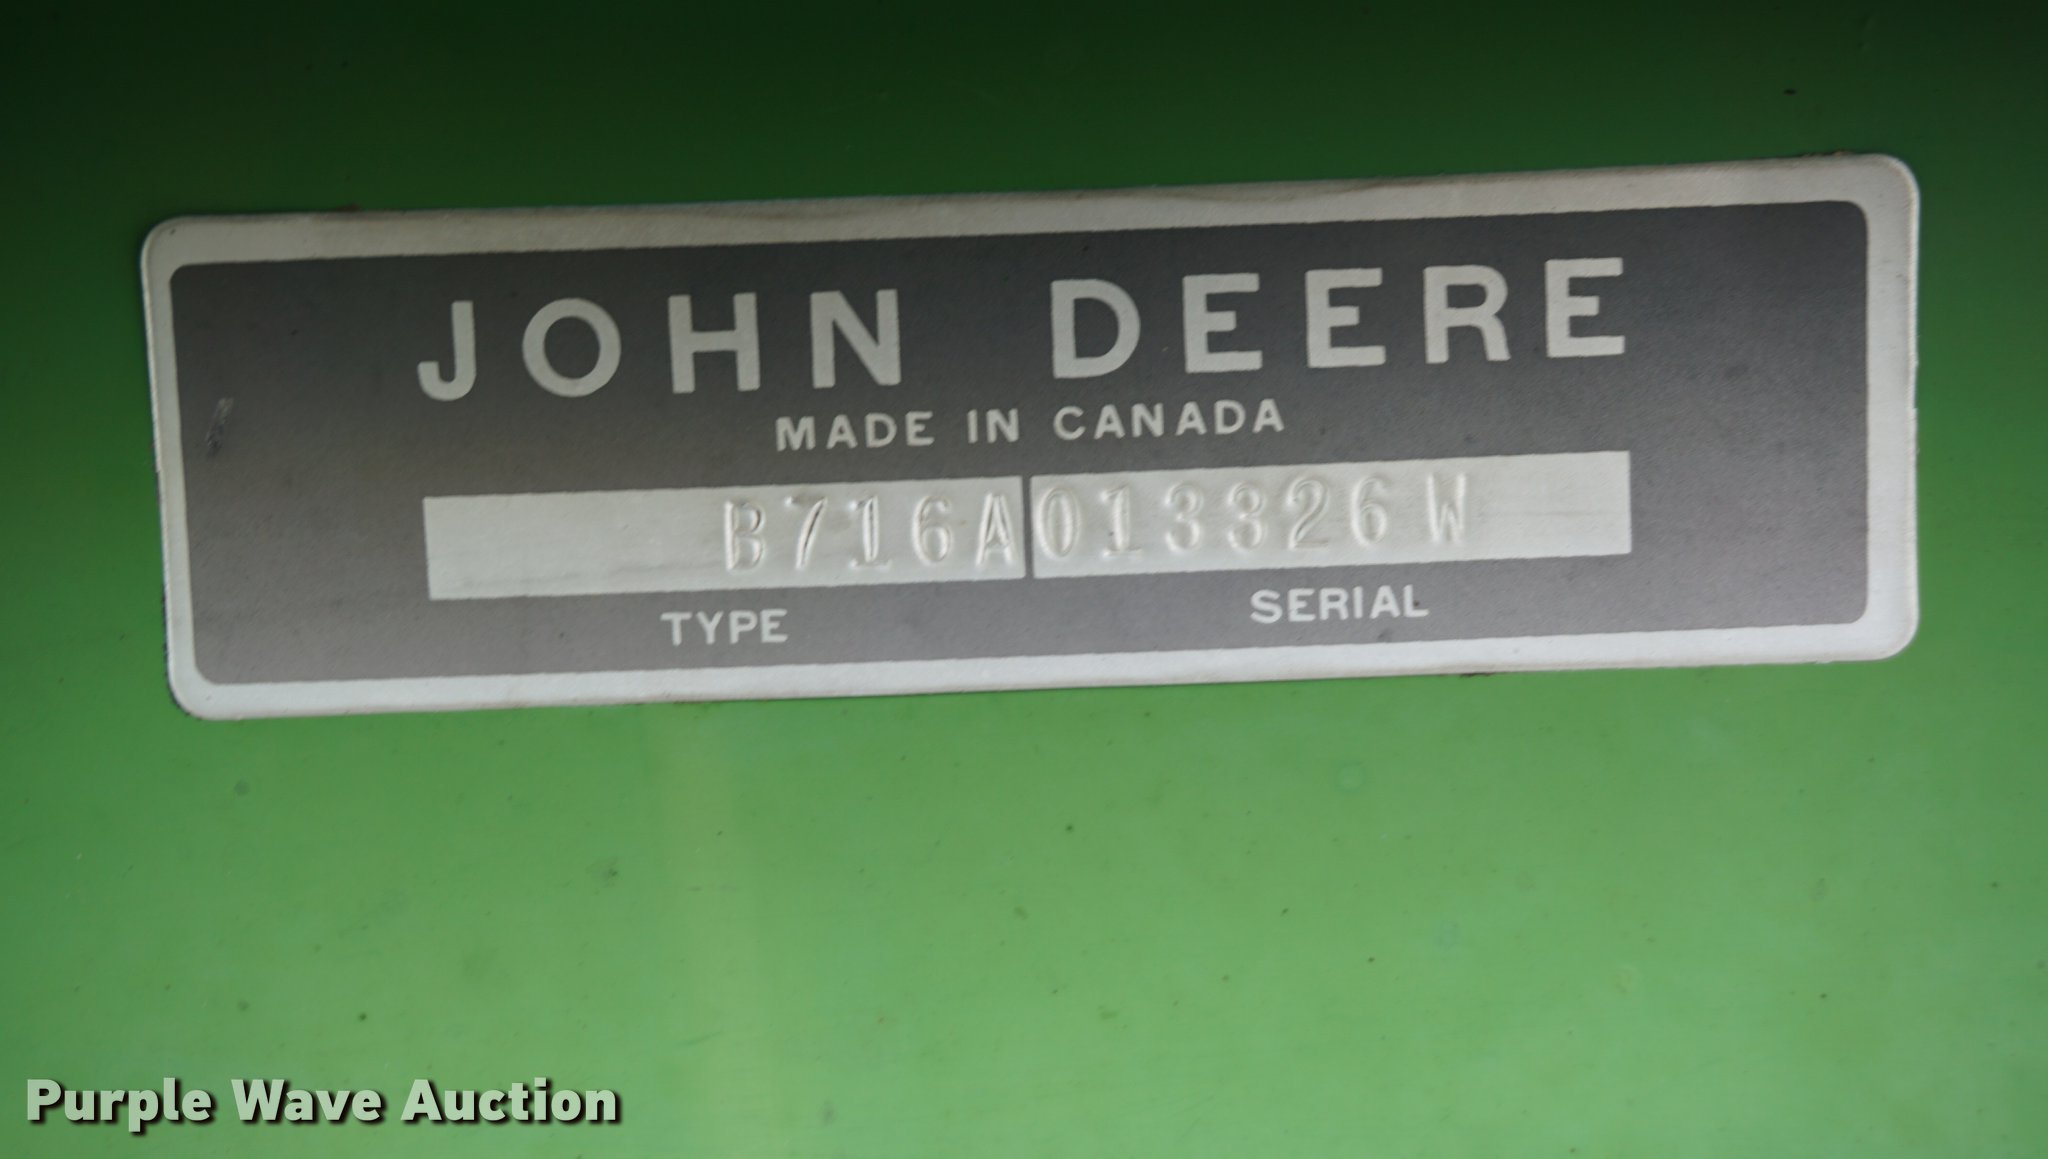 JOHN DEERE
MADE IN CANADA
B716A 013326W
TYPE SERIAL
Purple Wave Auction